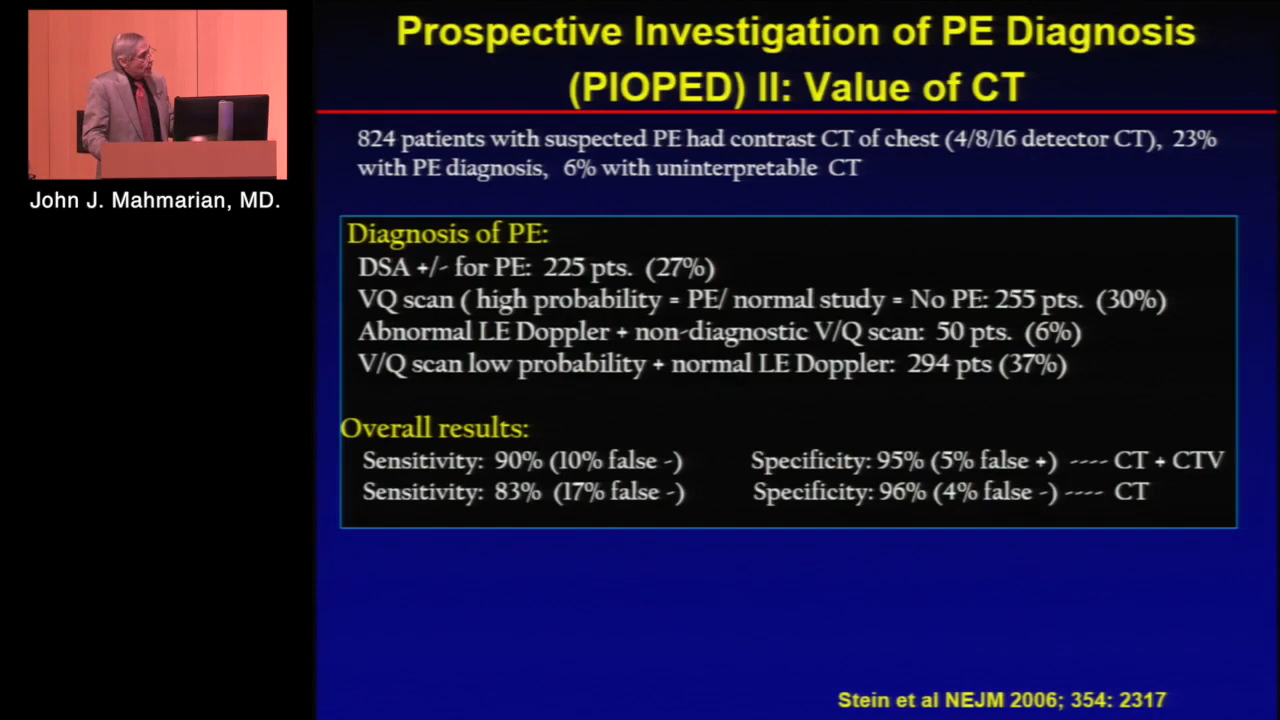 Prospective Investigation of PE Diagnosis
(PIOPED) II: Value of CT
824 patients with suspected PE had contrast CT of chest (4/8/16 detector CT), 23%
with PE diagnosis, 6% with uninterpretable CT
Diagnosis of PE:
DSA +/- for PE: 225 pts. (27%)
VQ scan ( high probability = PE/ normal study = No PE: 255 pts. (30%)
Abnormal LE Doppler + non-diagnostic V/Q scan: 50 pts. (6%)
V/Q scan low probability + normal LE Doppler: 294 pts (37%)
Overall results:
Sensitivity: 90% (10% false -) Specificity: 95% (5% false +) ---- CT + CTV
Sensitivity: 83% (17% false -) Specificity: 96% (4% false -) ---- CT
Stein et al NEJM 2006; 354: 2317
John J. Mahmarian, MD.